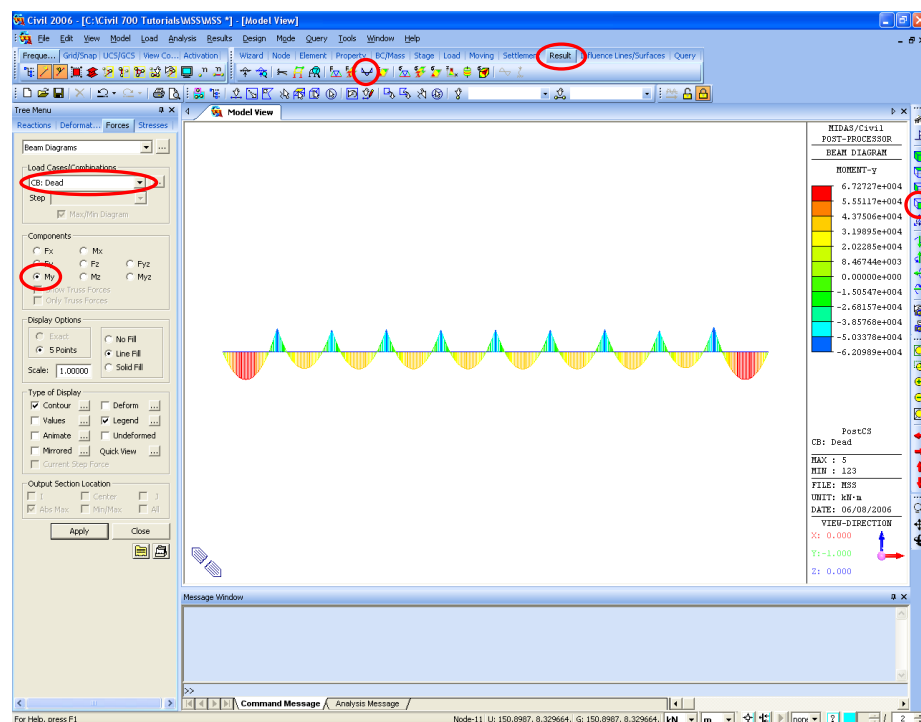 Civil 2006 - [C:\Civil 700 Tutorials\MSS\MSS *] - [Model View]
File Edit View Model Load Analysis Results Design Mode Query Tools Window Help
Freque... Grid/Snap UCS/GCS View Co... Activation Wizard Node Element Property BC/Mass Stage Load Moving Settlemen Result Influence Lines/Surfaces Query
Tree Menu
Model View
Reactions Deformat... Forces Stresses
Beam Diagrams
Load Cases/Combinations
CB: Dead
Step
Max/Min Diagram
Components
Fx Mx
Fz Fyz
My Mz Myz
Show Truss Forces
Only Truss Forces
Display Options
Exact
5 Points
No Fill
Line Fill
Solid Fill
Scale: 1.00000
Type of Display
Contour ... Deform ...
Values ... Legend ...
Animate ... Undeformed
Mirrored ... Quick View ...
Current Step Force
Output Section Location
I Center J
Abs Max Min/Max All
Apply Close
MIDAS/Civil
POST-PROCESSOR
BEAM DIAGRAM
MOMENT-y
6.72727e+004
5.55117e+004
4.37506e+004
3.19895e+004
2.02285e+004
8.46744e+003
0.00000e+000
-1.50547e+004
-2.68157e+004
-3.85768e+004
-5.03378e+004
-6.20989e+004
PostCS
CB: Dead
MAX : 5
MIN : 123
FILE: MSS
UNIT: kN·m
DATE: 06/08/2006
VIEW-DIRECTION
X: 0.000
Y:-1.000
Z: 0.000
Message Window
>>
Command Message Analysis Message
For Help, press F1
Node-11 U: 150.8987, 8.329664, G: 150.8987, 8.329664, kN m none ? / 2